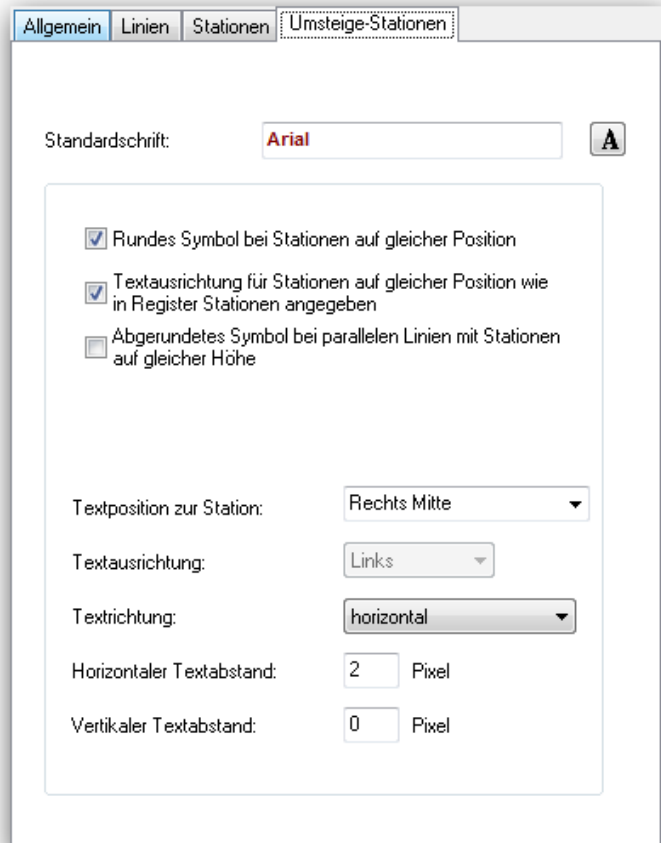 Allgemein Linien Stationen Umsteige-Stationen
Standardschrift: Arial A
Rundes Symbol bei Stationen auf gleicher Position
Textausrichtung für Stationen auf gleicher Position wie
in Register Stationen angegeben
Abgerundetes Symbol bei parallelen Linien mit Stationen
auf gleicher Höhe
Textposition zur Station: Rechts Mitte
Textausrichtung: Links
Textrichtung: horizontal
Horizontaler Textabstand: 2 Pixel
Vertikaler Textabstand: 0 Pixel